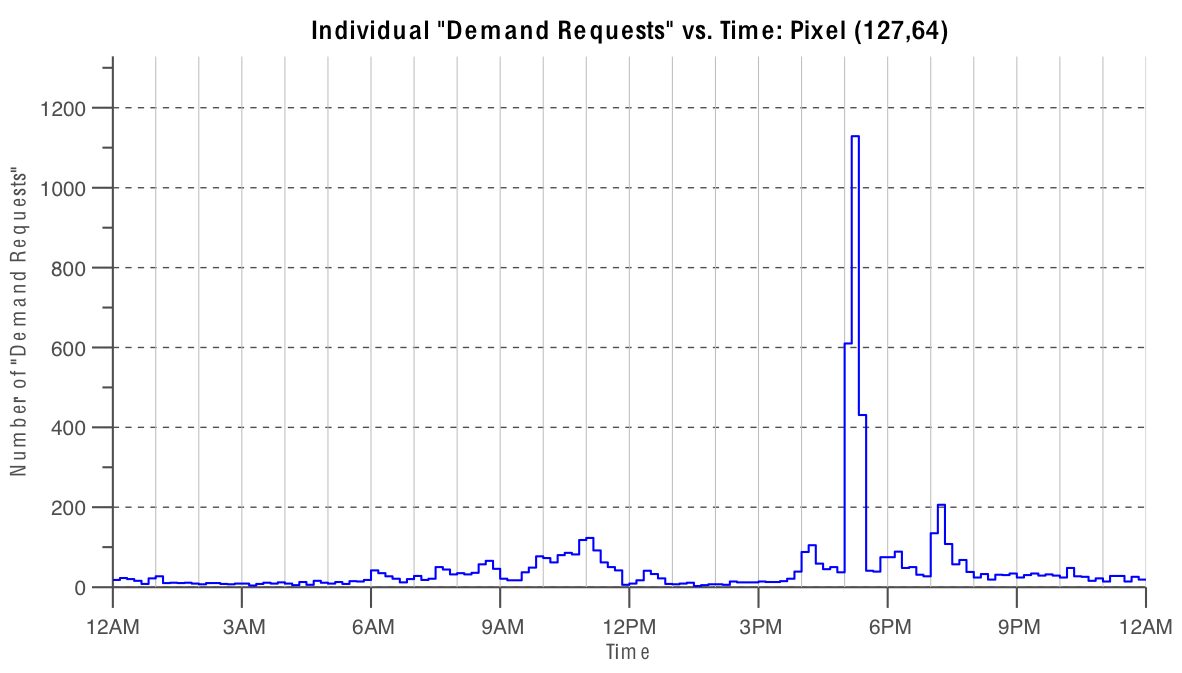 Individual "Demand Requests" vs. Time: Pixel (127,64)
Number of "Demand Requests"
1200
1000
800
600
400
200
0
12AM 3AM 6AM 9AM 12PM 3PM 6PM 9PM 12AM
Time